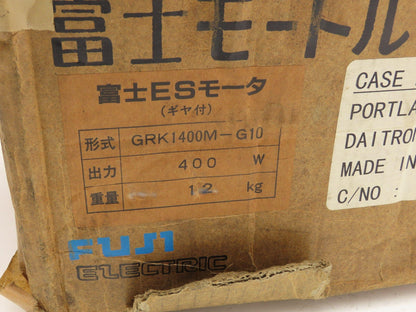 富士モートル
富士ESモータ
(ギヤ付)
形式 GRK1400M-G10
出力 400 W
重量 12 kg
FUJI
ELECTRIC
CASE
PORTLA
DAITRON
MADE IN
C/NO :